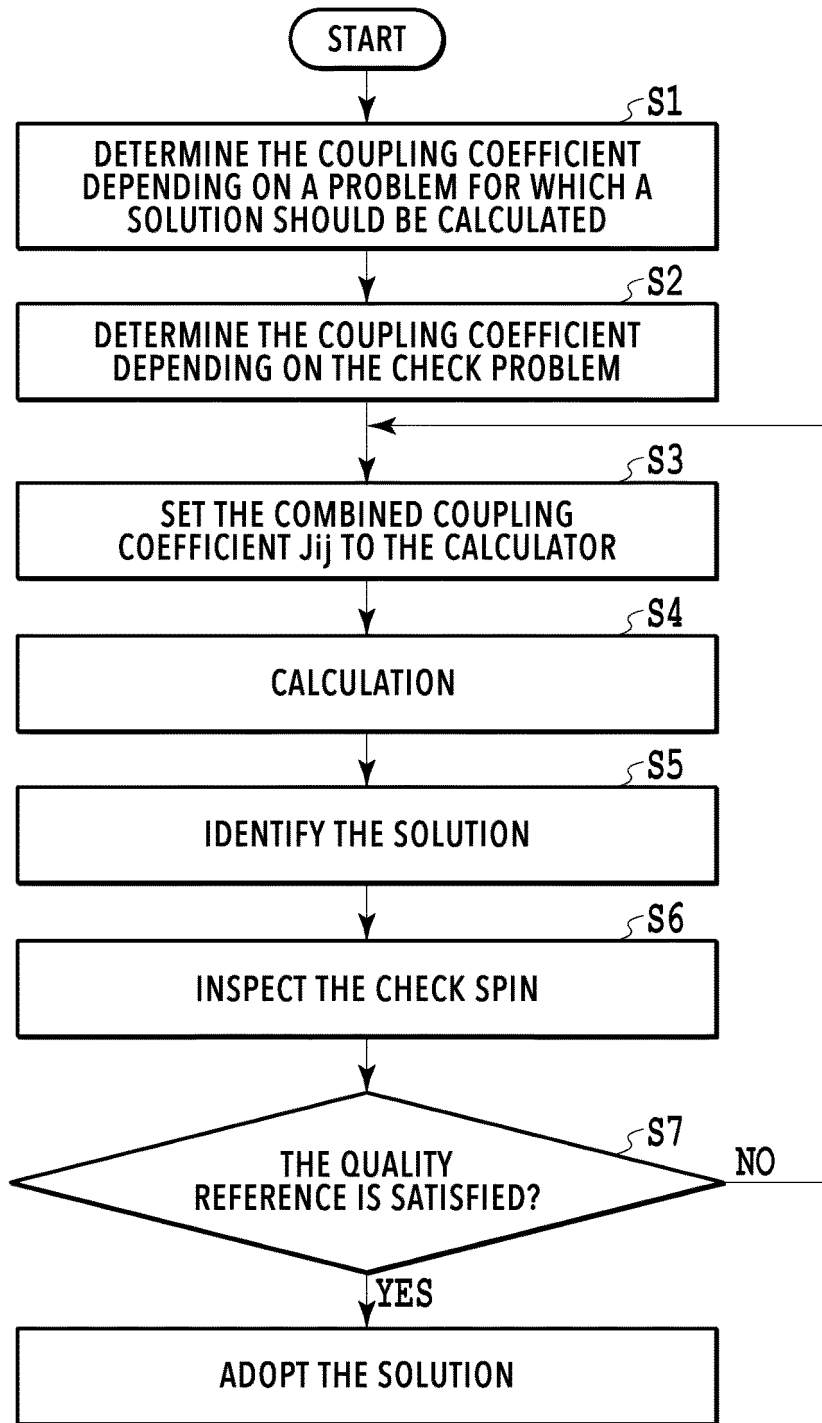 START
S1
DETERMINE THE COUPLING COEFFICIENT
DEPENDING ON A PROBLEM FOR WHICH A
SOLUTION SHOULD BE CALCULATED
S2
DETERMINE THE COUPLING COEFFICIENT
DEPENDING ON THE CHECK PROBLEM
S3
SET THE COMBINED COUPLING
COEFFICIENT Jij TO THE CALCULATOR
S4
CALCULATION
S5
IDENTIFY THE SOLUTION
S6
INSPECT THE CHECK SPIN
S7
THE QUALITY
REFERENCE IS SATISFIED?
NO
YES
ADOPT THE SOLUTION